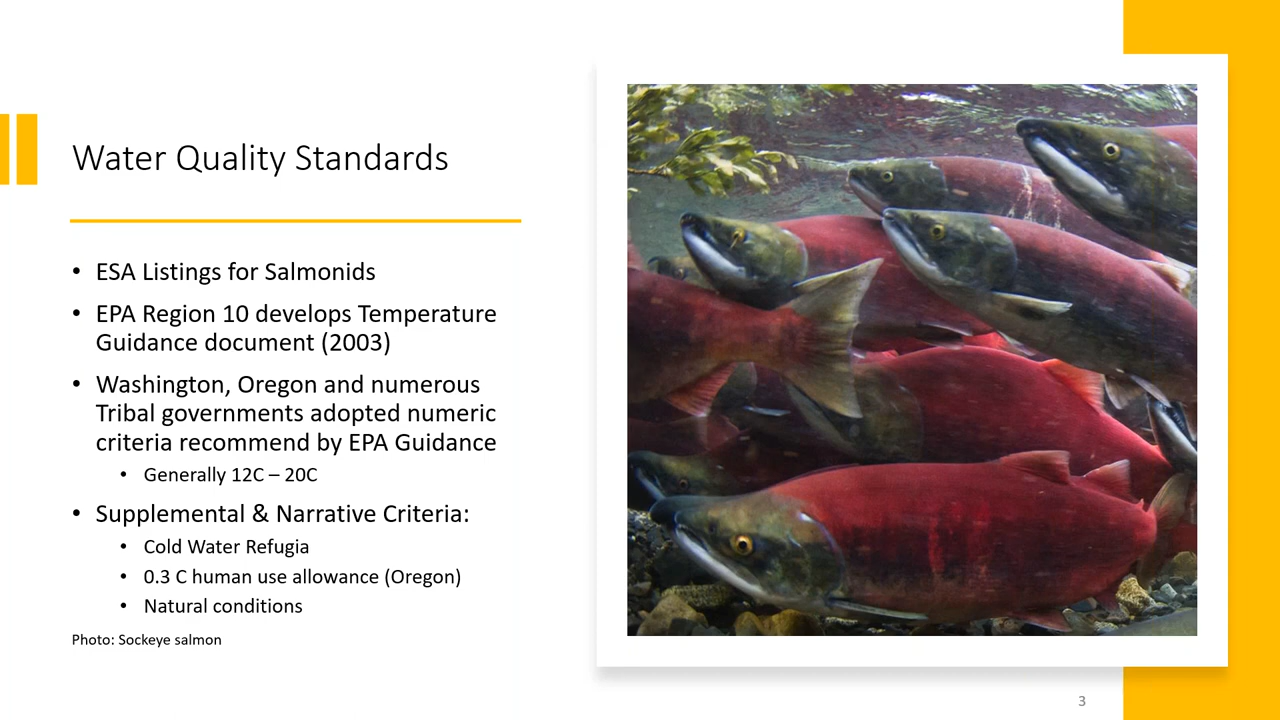 Water Quality Standards
• ESA Listings for Salmonids
• EPA Region 10 develops Temperature
Guidance document (2003)
• Washington, Oregon and numerous
Tribal governments adopted numeric
criteria recommend by EPA Guidance
• Generally 12C – 20C
• Supplemental & Narrative Criteria:
• Cold Water Refugia
• 0.3 C human use allowance (Oregon)
• Natural conditions
Photo: Sockeye salmon
3